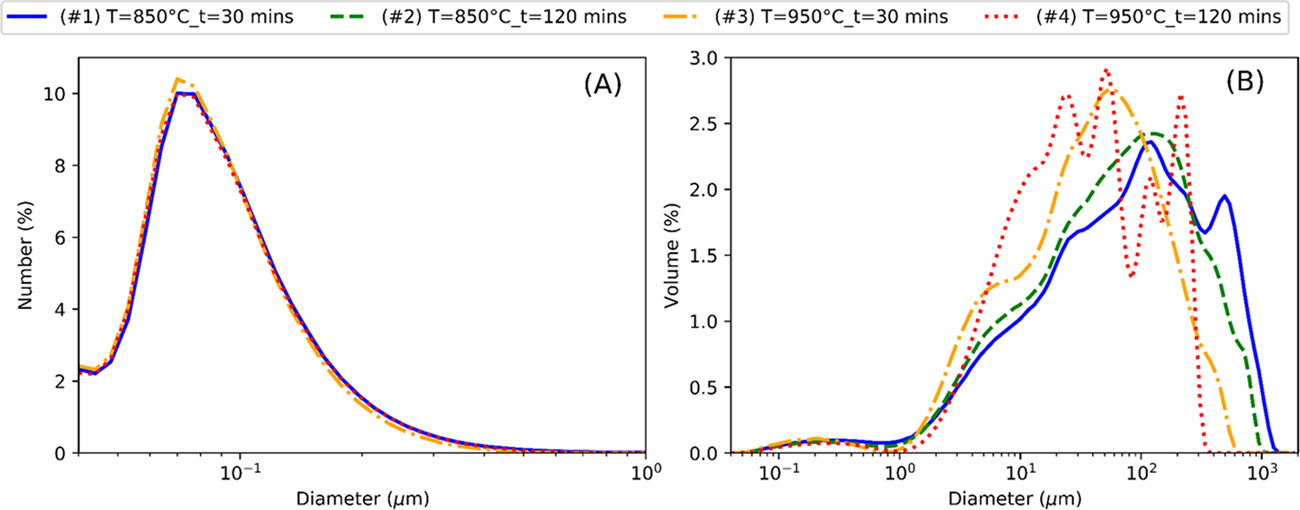 (#1) T=850°C_t=30 mins (#2) T=850°C_t=120 mins (#3) T=950°C_t=30 mins (#4) T=950°C_t=120 mins
(A)
Number (%)
10
8
6
4
2
0
10⁻¹ 10⁰
Diameter (μm)
(B)
Volume (%)
3.0
2.5
2.0
1.5
1.0
0.5
0.0
10⁻¹ 10⁰ 10¹ 10² 10³
Diameter (μm)